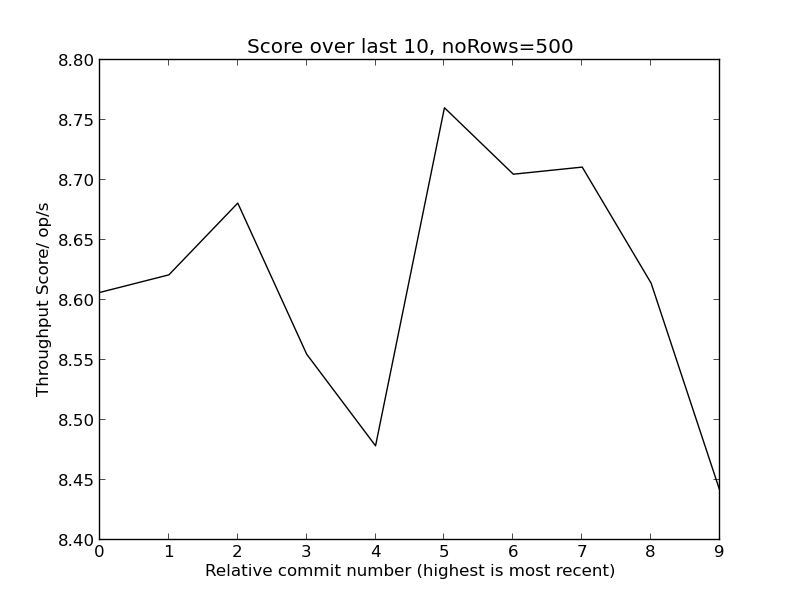 Score over last 10, noRows=500
8.80
8.75
8.70
8.65
8.60
8.55
8.50
8.45
8.40
Throughput Score/ op/s
0 1 2 3 4 5 6 7 8 9
Relative commit number (highest is most recent)